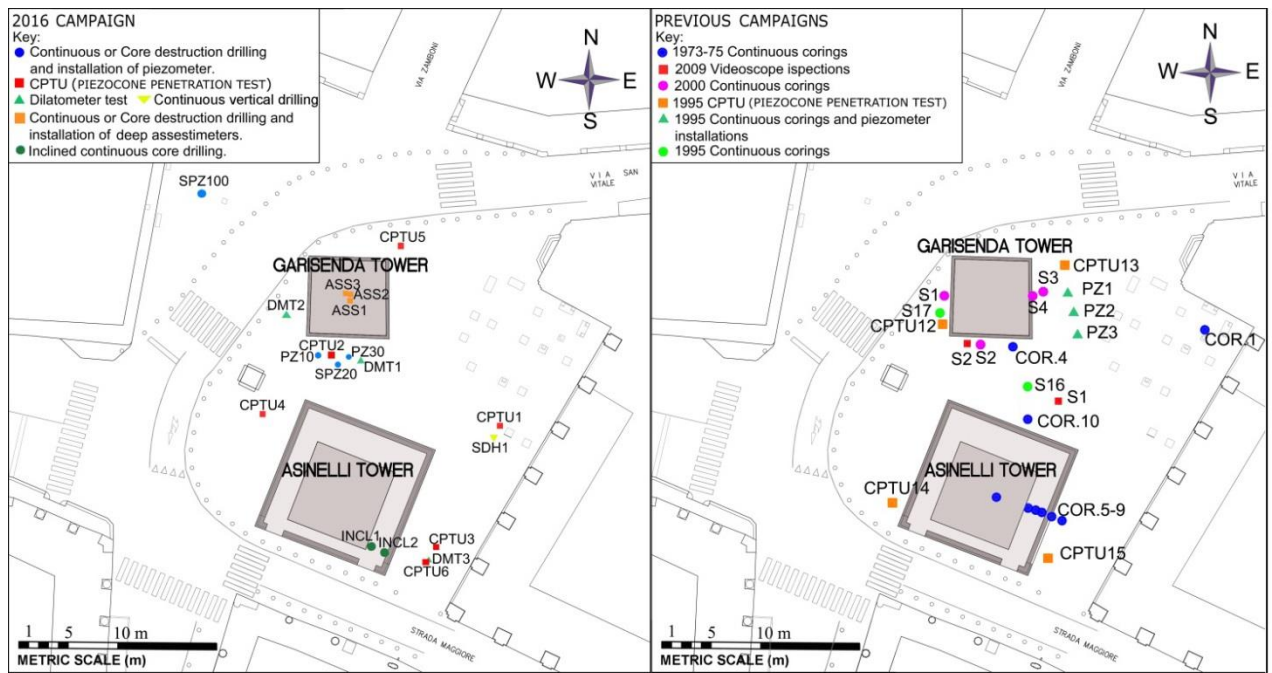 2016 CAMPAIGN
Key:
Continuous or Core destruction drilling
and installation of piezometer.
CPTU (PIEZOCONE PENETRATION TEST)
Dilatometer test Continuous vertical drilling
Continuous or Core destruction drilling and
installation of deep assestimeters.
Inclined continuous core drilling.
VIA ZAMBONI
N
W E
S
VIA
VITALE SAN
SPZ100
CPTU5
GARISENDA TOWER
ASS3
ASS2
ASS1
DMT2
CPTU2
PZ10
PZ30
SPZ20
DMT1
CPTU4
CPTU1
SDH1
ASINELLI TOWER
INCL1
INCL2
CPTU3
DMT3
CPTU6
STRADA MAGGIORE
1 5 10 m
METRIC SCALE (m)
PREVIOUS CAMPAIGNS
Key:
1973-75 Continuous corings
2009 Videoscope ispections
2000 Continuous corings
1995 CPTU (PIEZOCONE PENETRATION TEST)
1995 Continuous corings and piezometer
installations
1995 Continuous corings
VIA ZAMBONI
N
W E
S
VIA
VITALE
GARISENDA TOWER
CPTU13
S3
S1
S4
PZ1
S17
PZ2
CPTU12
PZ3
COR.1
S2
S2
COR.4
S16
S1
COR.10
ASINELLI TOWER
CPTU14
COR.5-9
CPTU15
STRADA MAGGIORE
1 5 10 m
METRIC SCALE (m)